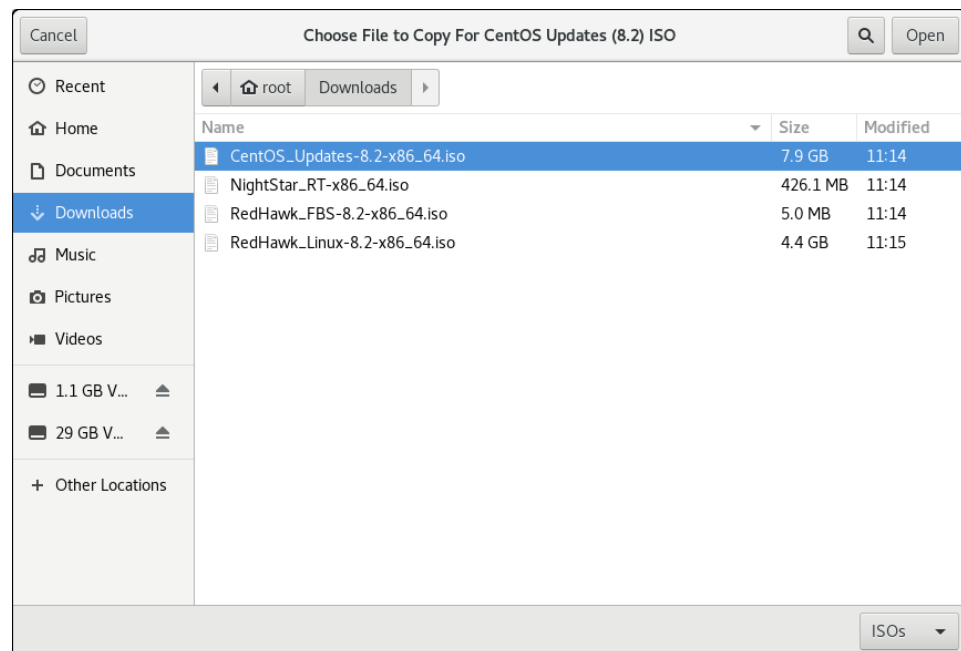 Cancel Choose File to Copy For CentOS Updates (8.2) ISO Open
Recent
Home
Documents
Downloads
Music
Pictures
Videos
1.1 GB V...
29 GB V...
+ Other Locations
root Downloads
Name Size Modified
CentOS_Updates-8.2-x86_64.iso 7.9 GB 11:14
NightStar_RT-x86_64.iso 426.1 MB 11:14
RedHawk_FBS-8.2-x86_64.iso 5.0 MB 11:14
RedHawk_Linux-8.2-x86_64.iso 4.4 GB 11:15
ISOs